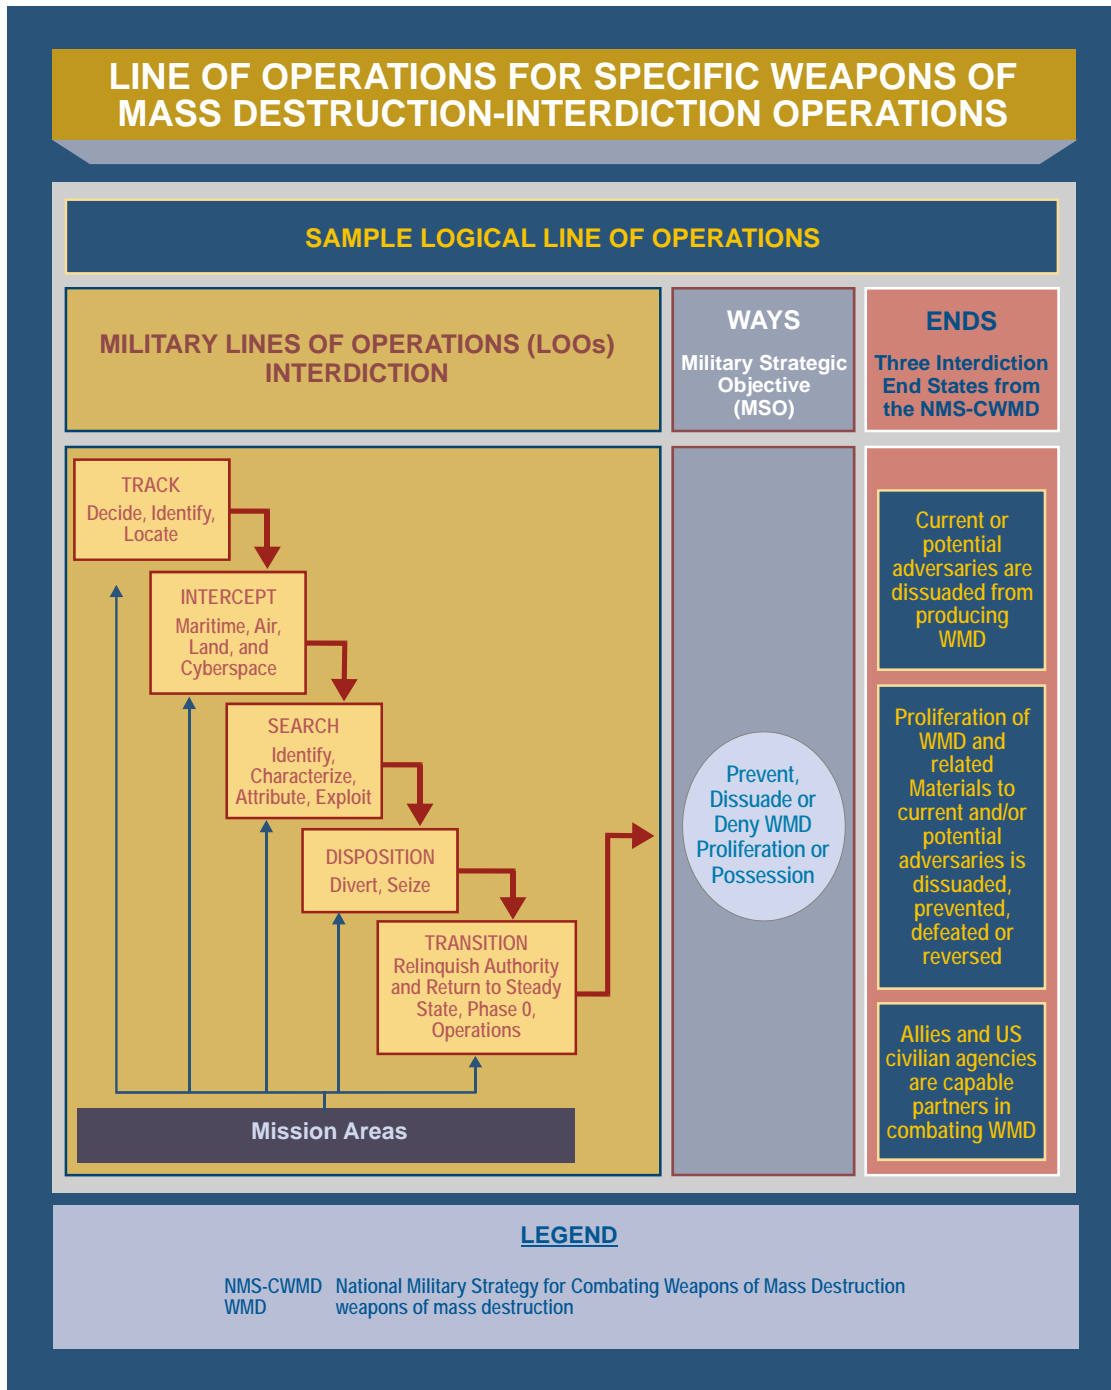 LINE OF OPERATIONS FOR SPECIFIC WEAPONS OF
MASS DESTRUCTION-INTERDICTION OPERATIONS
SAMPLE LOGICAL LINE OF OPERATIONS
MILITARY LINES OF OPERATIONS (LOOs)
INTERDICTION
WAYS
Military Strategic
Objective
(MSO)
ENDS
Three Interdiction
End States from
the NMS-CWMD
TRACK
Decide, Identify,
Locate
INTERCEPT
Maritime, Air,
Land, and
Cyberspace
SEARCH
Identify,
Characterize,
Attribute, Exploit
DISPOSITION
Divert, Seize
TRANSITION
Relinquish Authority
and Return to Steady
State, Phase 0,
Operations
Mission Areas
Prevent,
Dissuade or
Deny WMD
Proliferation or
Possession
Current or
potential
adversaries are
dissuaded from
producing
WMD
Proliferation of
WMD and
related
Materials to
current and/or
potential
adversaries is
dissuaded,
prevented,
defeated or
reversed
Allies and US
civilian agencies
are capable
partners in
combating WMD
LEGEND
NMS-CWMD National Military Strategy for Combating Weapons of Mass Destruction
WMD weapons of mass destruction